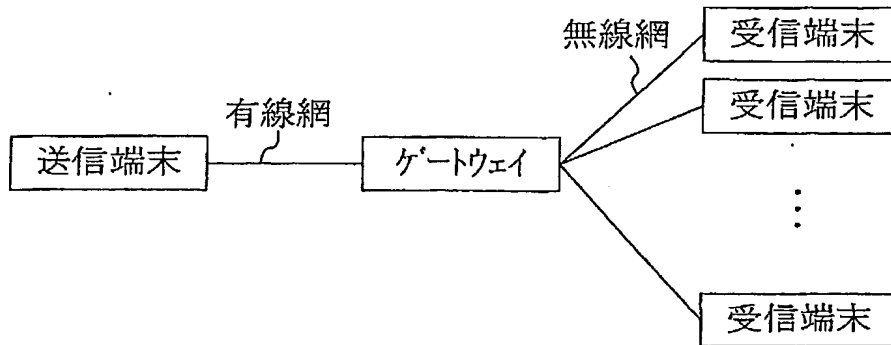 無線網
受信端末
受信端末
有線網
送信端末
ゲートウェイ
受信端末